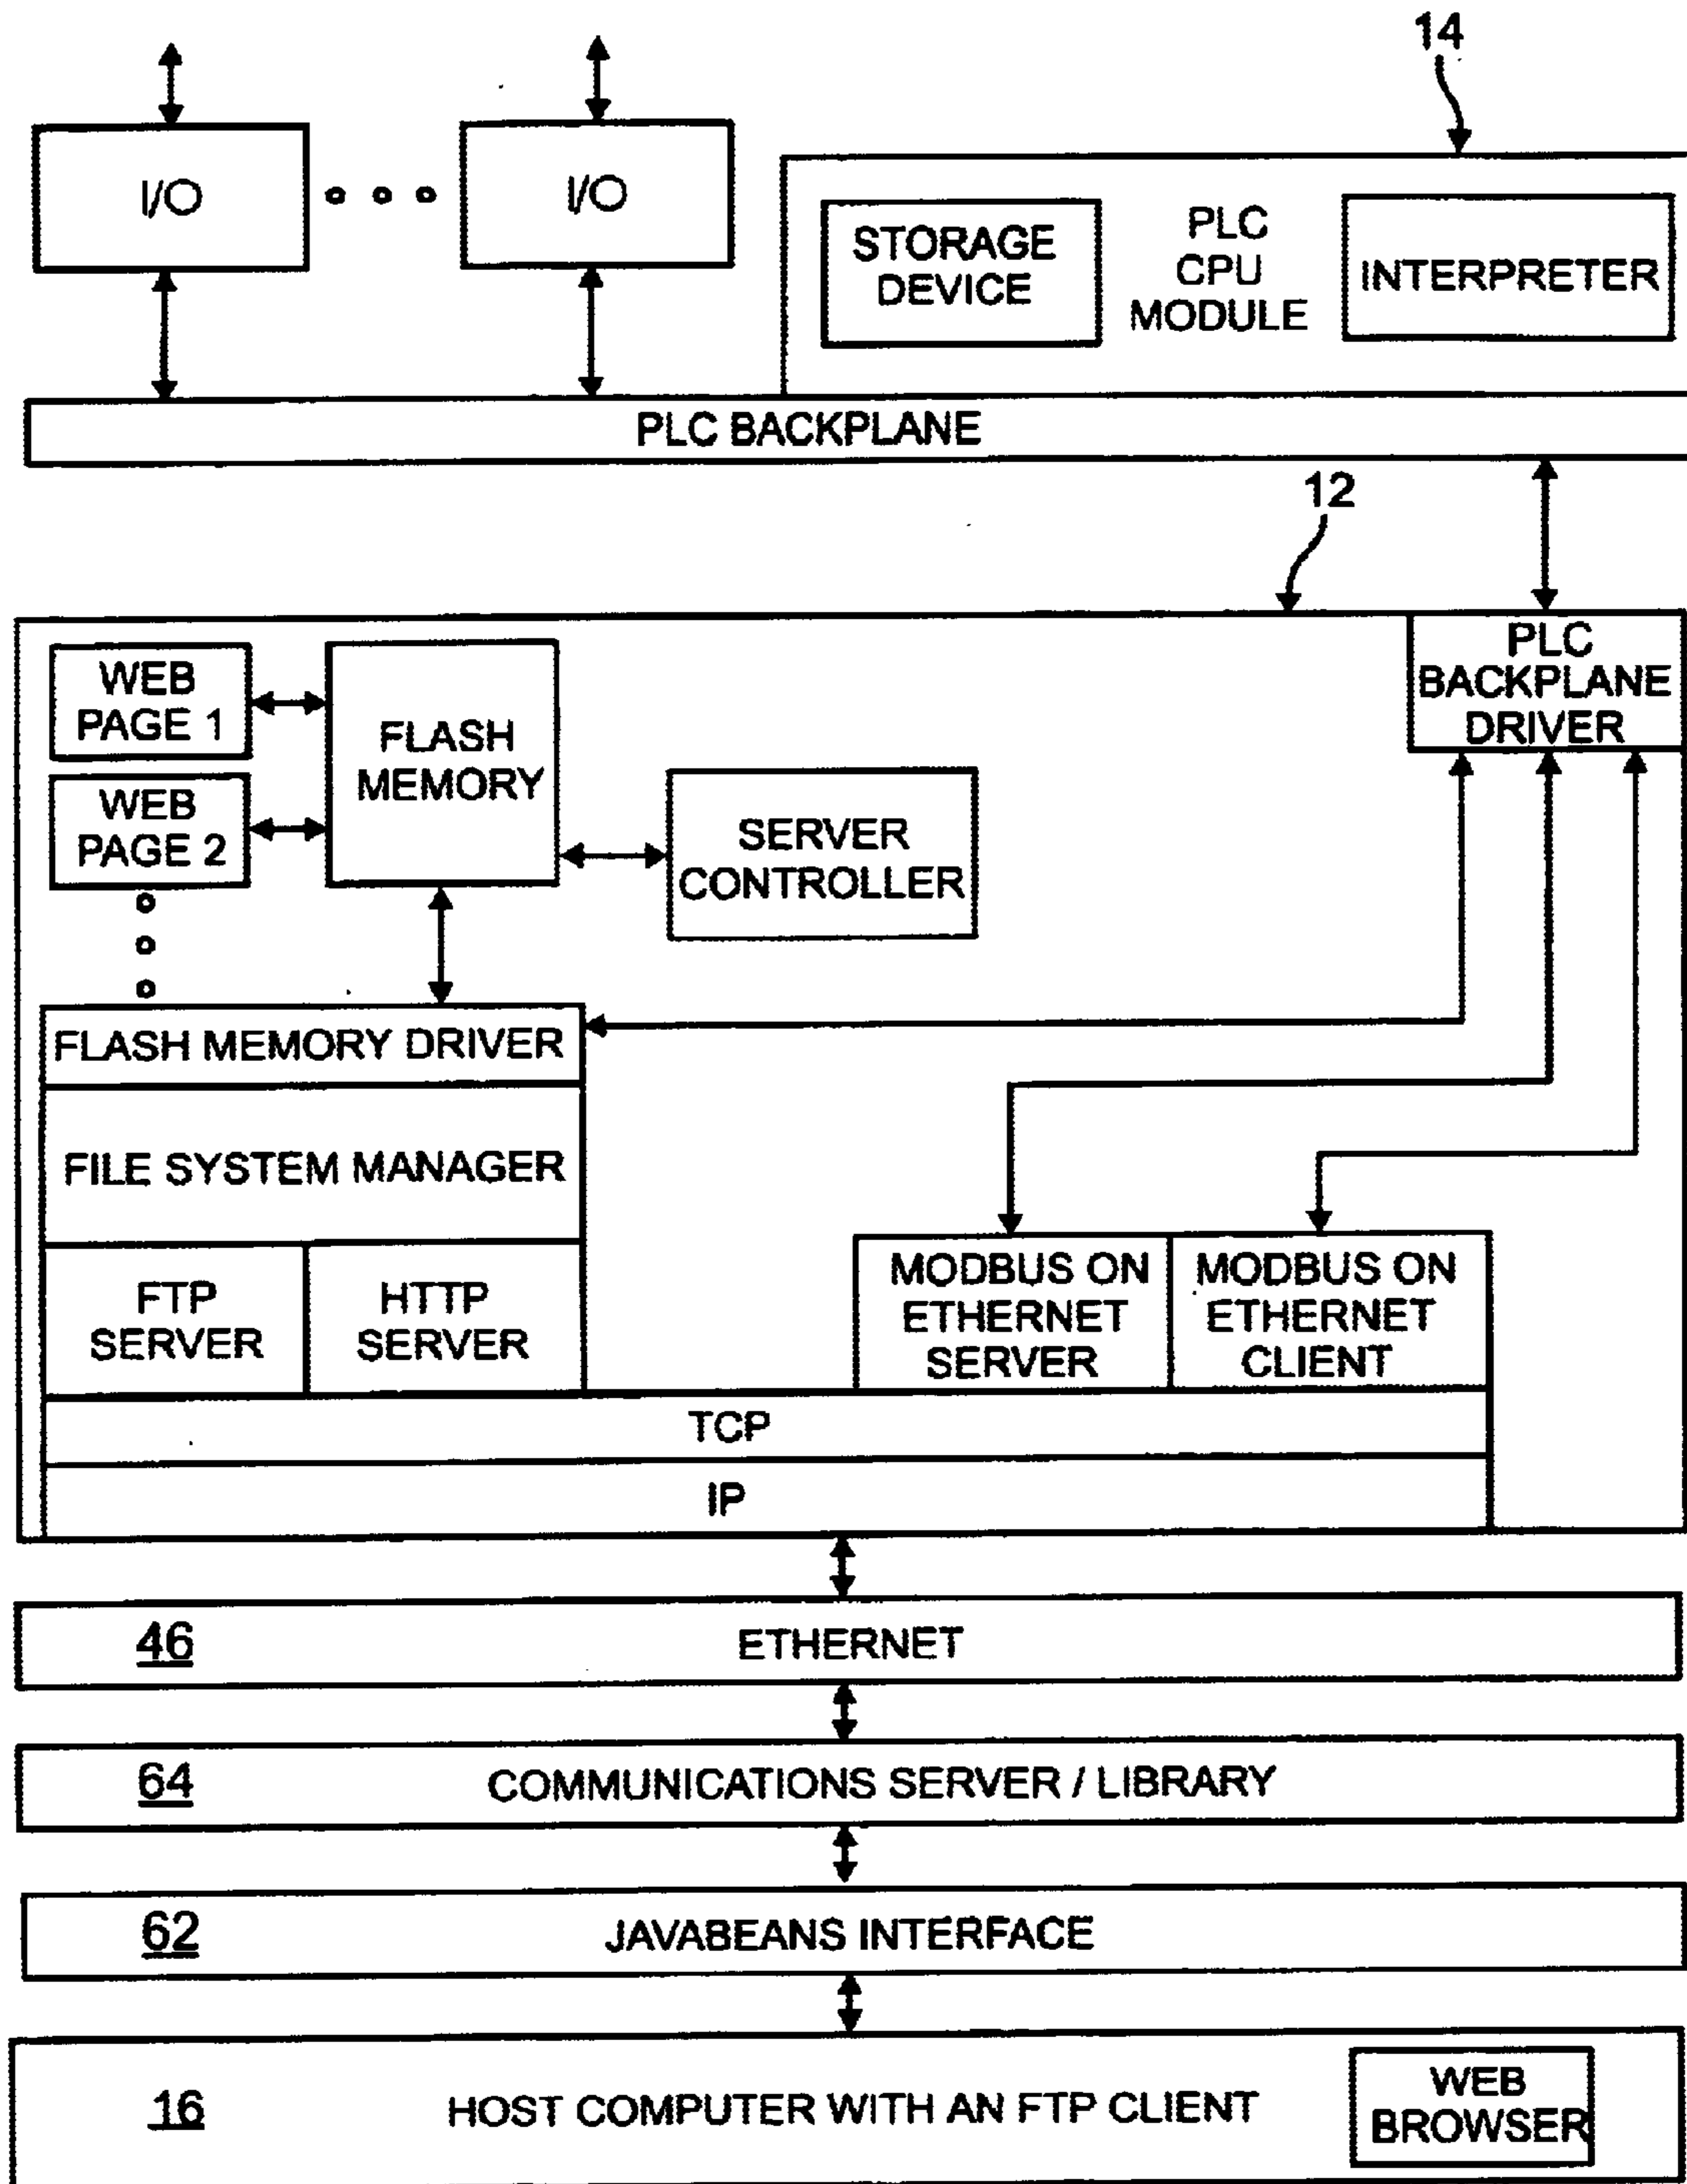 14
I/O
I/O
STORAGE
DEVICE
PLC
CPU
MODULE
INTERPRETER
PLC BACKPLANE
12
PLC
BACKPLANE
DRIVER
WEB
PAGE 1
FLASH
MEMORY
WEB
PAGE 2
SERVER
CONTROLLER
FLASH MEMORY DRIVER
FILE SYSTEM MANAGER
FTP
SERVER
HTTP
SERVER
MODBUS ON
ETHERNET
SERVER
MODBUS ON
ETHERNET
CLIENT
TCP
IP
46 ETHERNET
64 COMMUNICATIONS SERVER / LIBRARY
62 JAVABEANS INTERFACE
16 HOST COMPUTER WITH AN FTP CLIENT
WEB
BROWSER